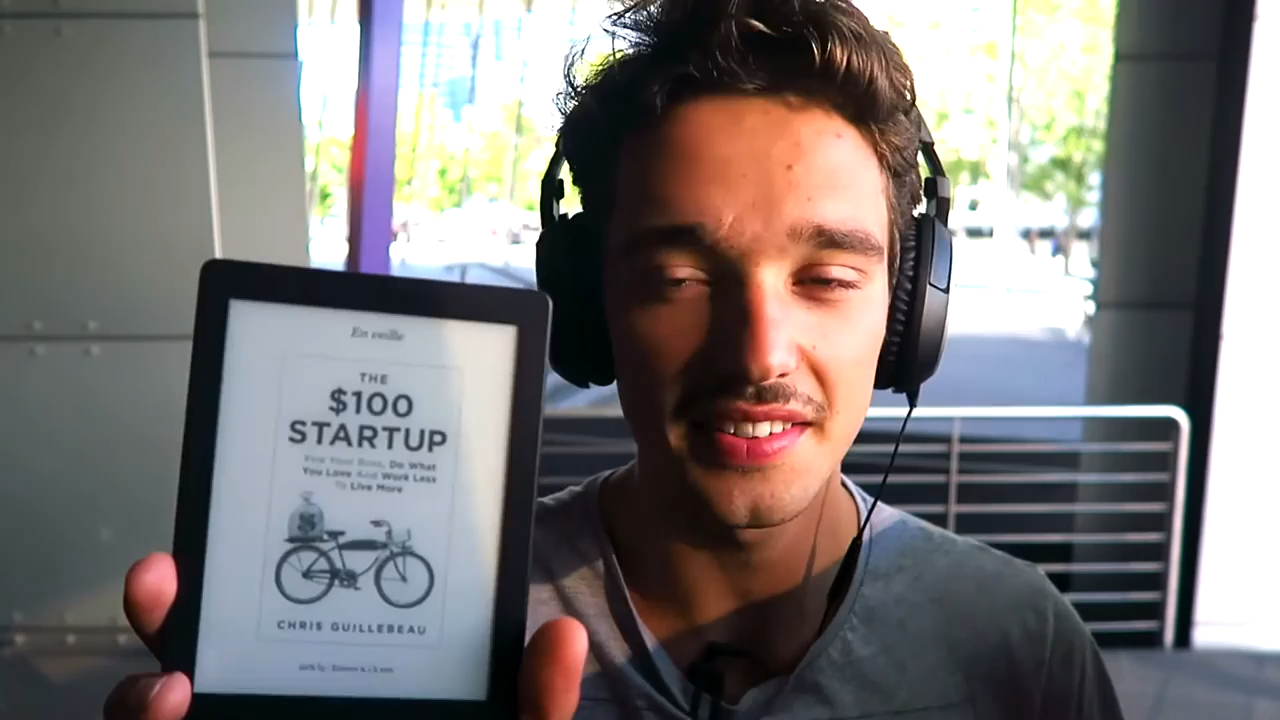 En veille
THE
$100
STARTUP
Fire Your Boss, Do What
You Love And Work Less
To Live More
$
CHRIS GUILLEBEAU